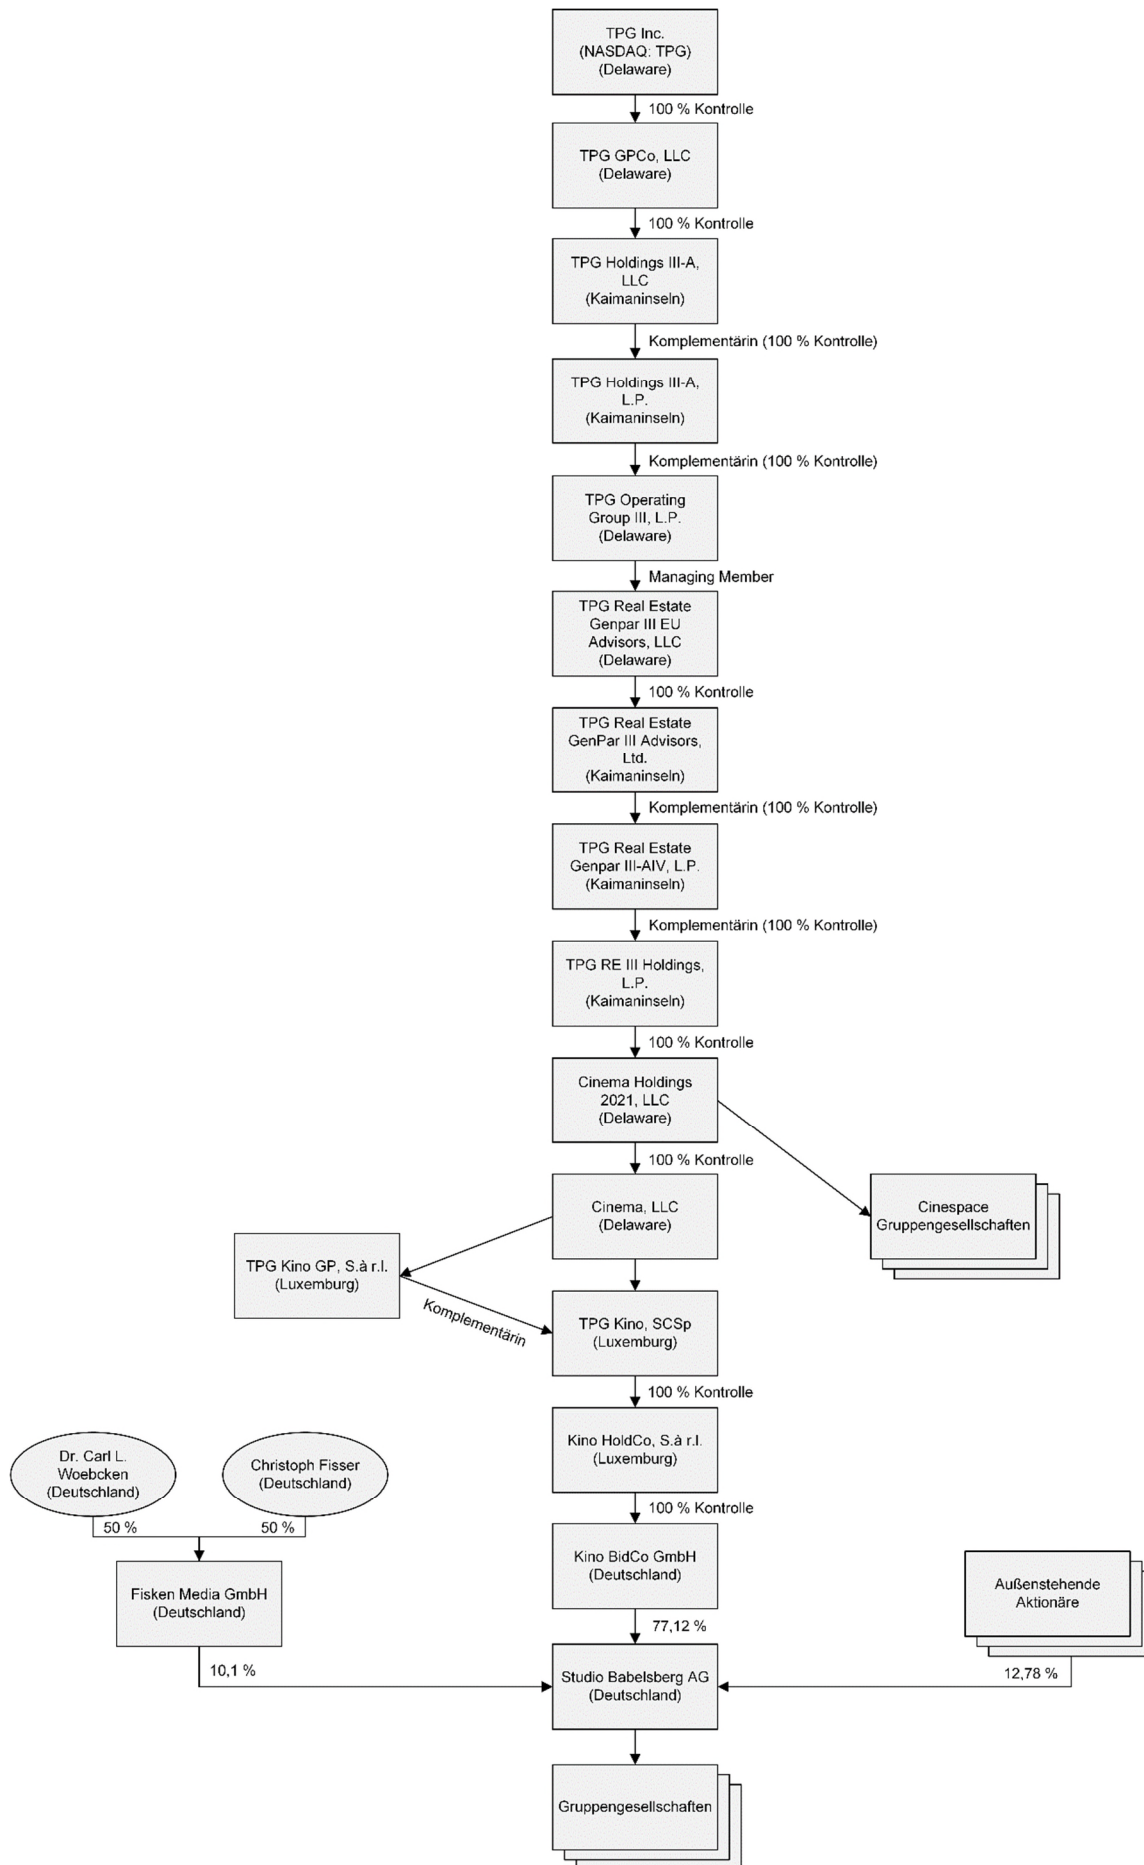 TPG Inc.
(NASDAQ: TPG)
(Delaware)
100 % Kontrolle
TPG GPCo, LLC
(Delaware)
100 % Kontrolle
TPG Holdings III-A,
LLC
(Kaimaninseln)
Komplementärin (100 % Kontrolle)
TPG Holdings III-A,
L.P.
(Kaimaninseln)
Komplementärin (100 % Kontrolle)
TPG Operating
Group III, L.P.
(Delaware)
Managing Member
TPG Real Estate
Genpar III EU
Advisors, LLC
(Delaware)
100 % Kontrolle
TPG Real Estate
GenPar III Advisors,
Ltd.
(Kaimaninseln)
Komplementärin (100 % Kontrolle)
TPG Real Estate
Genpar III-AIV, L.P.
(Kaimaninseln)
Komplementärin (100 % Kontrolle)
TPG RE III Holdings,
L.P.
(Kaimaninseln)
100 % Kontrolle
Cinema Holdings
2021, LLC
(Delaware)
100 % Kontrolle
Cinema, LLC
(Delaware)
Cinespace
Gruppengesellschaften
TPG Kino GP, S.à r.l.
(Luxemburg)
Komplementärin
TPG Kino, SCSp
(Luxemburg)
100 % Kontrolle
Kino HoldCo, S.à r.l.
(Luxemburg)
100 % Kontrolle
Dr. Carl L.
Woebcken
(Deutschland)
Christoph Fisser
(Deutschland)
50 %
50 %
Fisken Media GmbH
(Deutschland)
Kino BidCo GmbH
(Deutschland)
Außenstehende
Aktionäre
77,12 %
10,1 %
12,78 %
Studio Babelsberg AG
(Deutschland)
Gruppengesellschaften